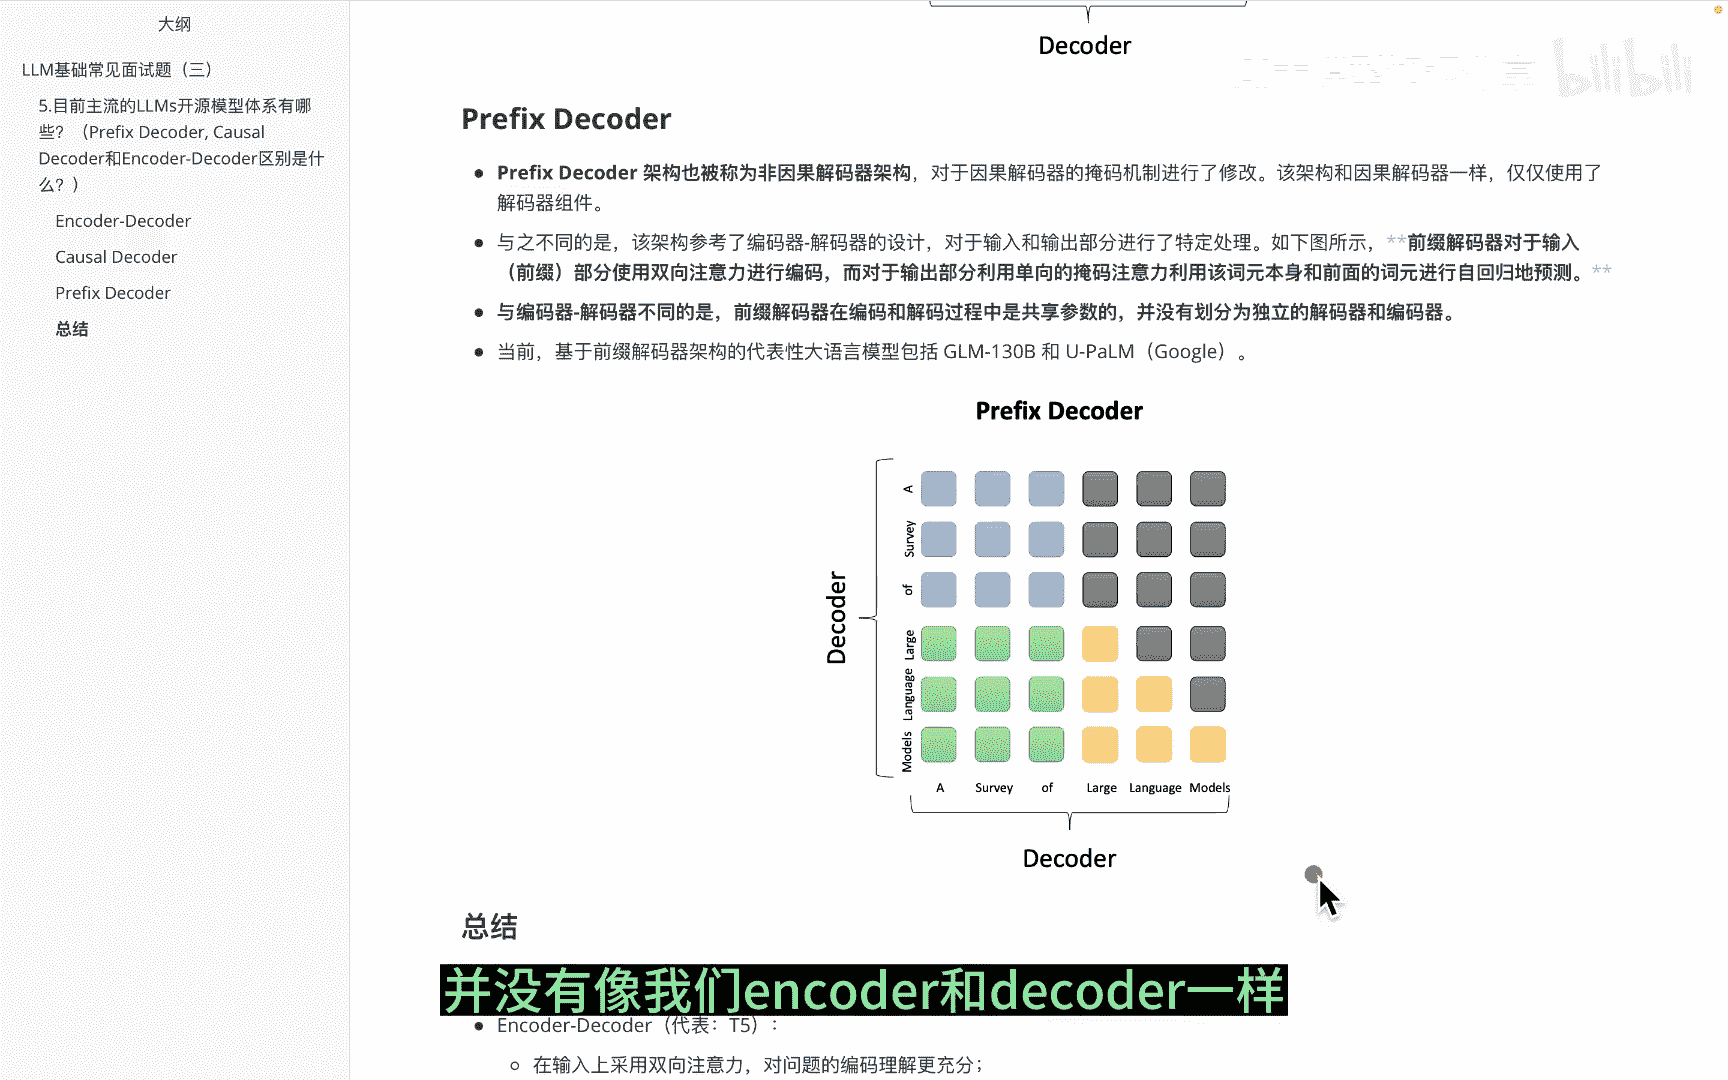 大纲
LLM基础常见面试题（三）
5.目前主流的LLMs开源模型体系有哪
些？（Prefix Decoder, Causal
Decoder和Encoder-Decoder区别是什
么？）
Encoder-Decoder
Causal Decoder
Prefix Decoder
总结
Decoder
bilibili
Prefix Decoder
Prefix Decoder 架构也被称为非因果解码器架构，对于因果解码器的掩码机制进行了修改。该架构和因果解码器一样，仅仅使用了
解码器组件。
与之不同的是，该架构参考了编码器-解码器的设计，对于输入和输出部分进行了特定处理。如下图所示，**前缀解码器对于输入
（前缀）部分使用双向注意力进行编码，而对于输出部分利用单向的掩码注意力利用该词元本身和前面的词元进行自回归地预测。**
与编码器-解码器不同的是，前缀解码器在编码和解码过程中是共享参数的，并没有划分为独立的解码器和编码器。
当前，基于前缀解码器架构的代表性大语言模型包括 GLM-130B 和 U-PaLM（Google）。
Prefix Decoder
Decoder
A
Survey
of
Large
Language
Models
A Survey of Large Language Models
Decoder
总结
并没有像我们encoder和decoder一样
Encoder-Decoder（代表：T5）：
在输入上采用双向注意力，对问题的编码理解更充分；